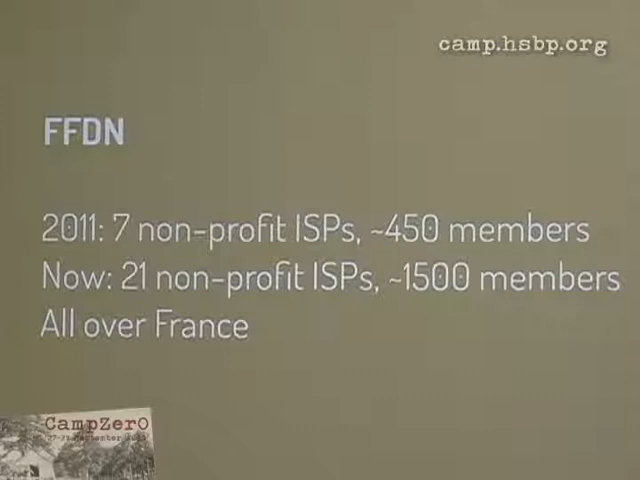 camp.hsbp.org
FFDN
2011: 7 non-profit ISPs, ~450 members
Now: 21 non-profit ISPs, ~1500 members
All over France
CampZer0